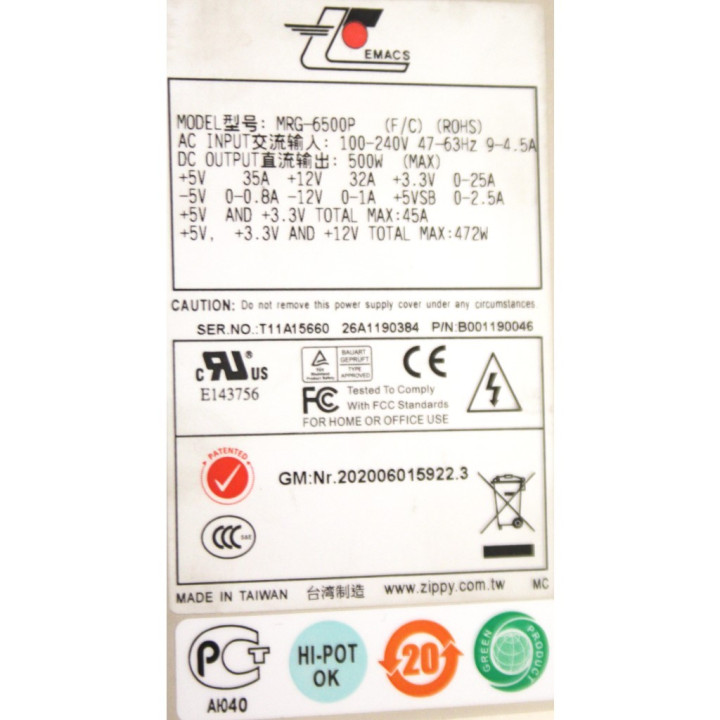 EMACS
MODEL型号: MRG-6500P (F/C) (ROHS)
AC INPUT交流输入: 100-240V 47-63Hz 9-4.5A
DC OUTPUT直流输出: 500W (MAX)
+5V 35A +12V 32A +3.3V 0-25A
-5V 0-0.8A -12V 0-1A +5VSB 0-2.5A
+5V AND +3.3V TOTAL MAX:45A
+5V, +3.3V AND +12V TOTAL MAX:472W
CAUTION: Do not remove this power supply cover under any circumstances
SER.NO.:T11A15660 26A1190384 P/N:B001190046
c RU US
E143756
BAUART
GEPRUFT
TYPE
APPROVED
CE
FC Tested To Comply
With FCC Standards
FOR HOME OR OFFICE USE
PATENTED
GM:Nr.202006015922.3
CCC
MADE IN TAIWAN 台湾制造 www.zippy.com.tw MC
PCT
АЮ40
HI-POT
OK
20
GREEN PRODUCT